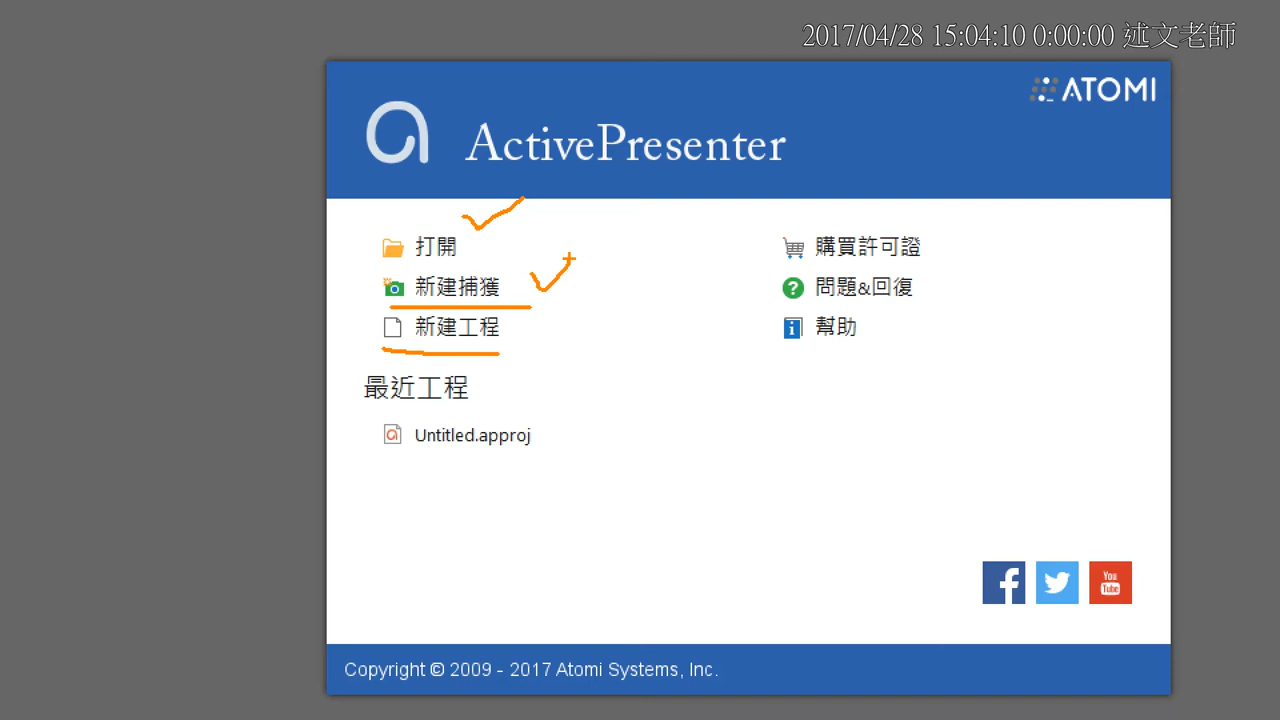 2017/04/28 15:04:10 0:00:00 述文老師
ATOMI
ActivePresenter
打開
新建捕獲
新建工程
購買許可證
問題&回復
幫助
最近工程
Untitled.approj
You
Tube
Copyright © 2009 - 2017 Atomi Systems, Inc.